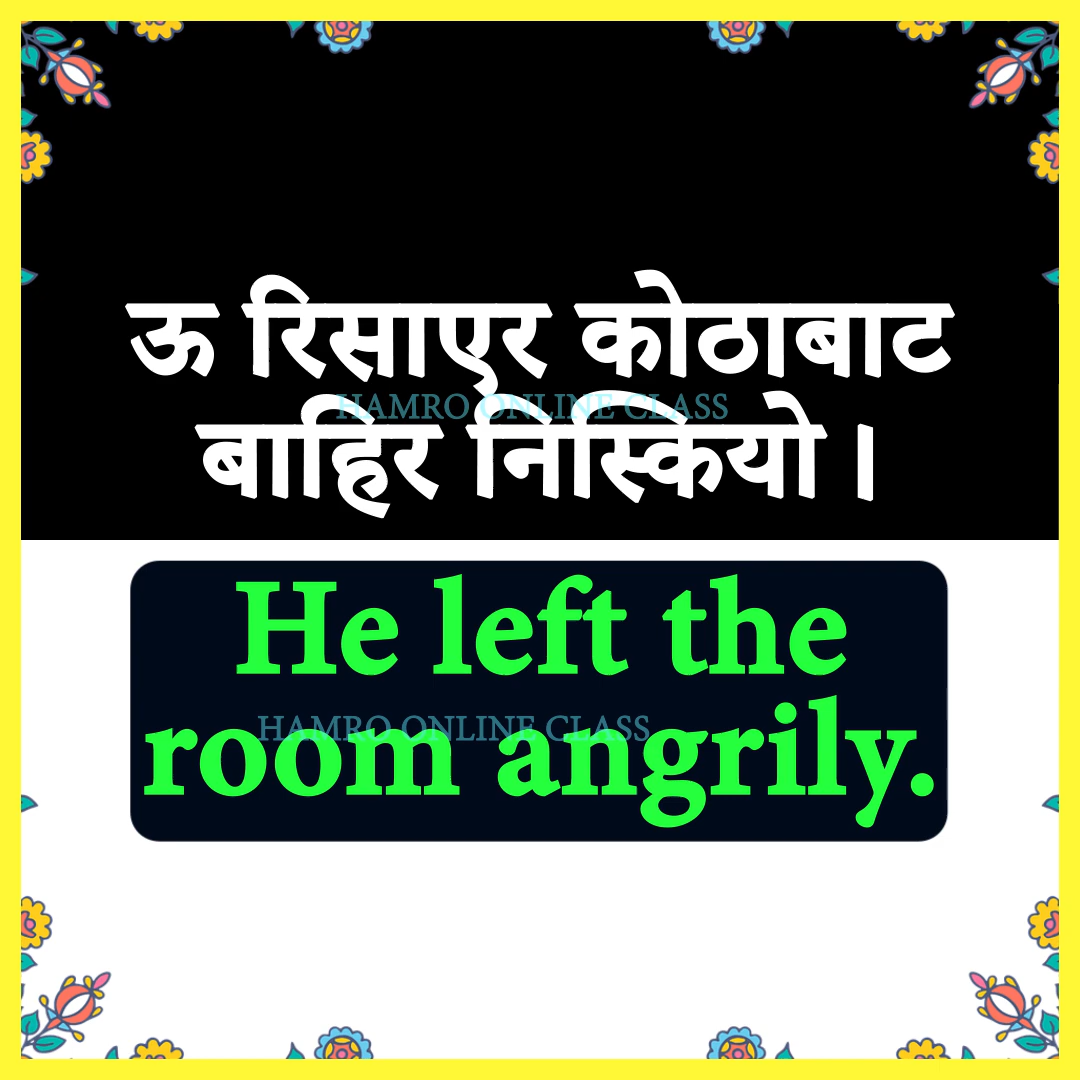 ऊ रिसाएर कोठाबाट
HAMRO ONLINE CLASS
बाहिर निस्कियो ।
He left the
HAMRO ONLINE CLASS
room angrily.